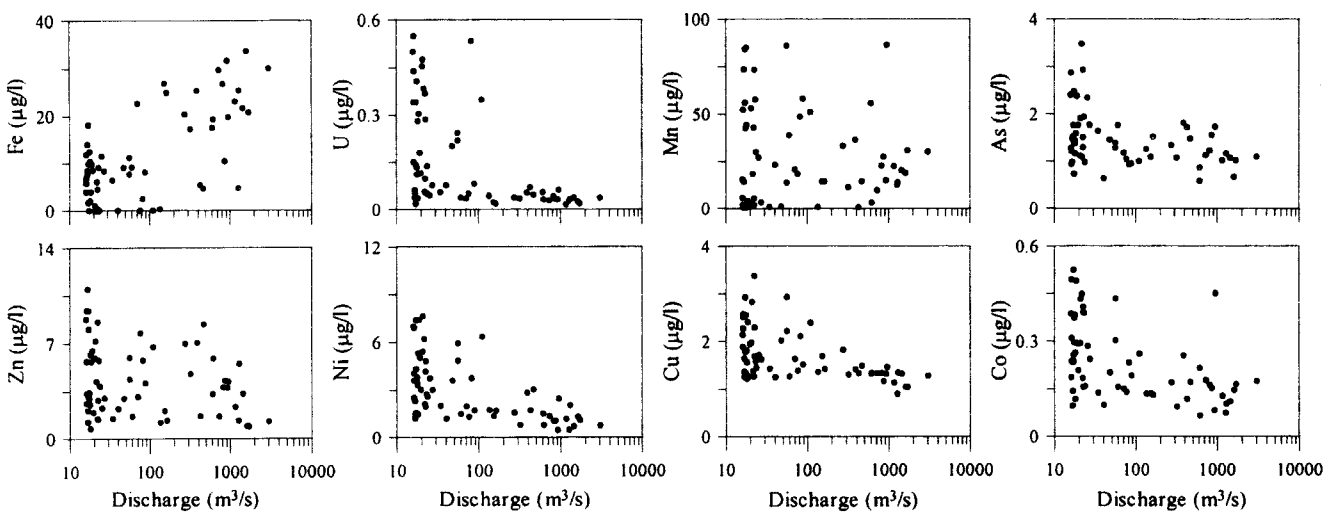 40
20
0
Fe (µg/l)
0.6
0.3
0
U (µg/l)
100
50
0
Mn (µg/l)
4
2
0
As (µg/l)
14
7
0
Zn (µg/l)
10 100 1000 10000
Discharge (m³/s)
12
6
0
Ni (µg/l)
10 100 1000 10000
Discharge (m³/s)
4
2
0
Cu (µg/l)
10 100 1000 10000
Discharge (m³/s)
0.6
0.3
0
Co (µg/l)
10 100 1000 10000
Discharge (m³/s)